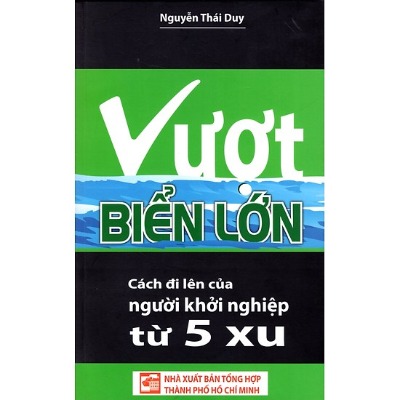 Nguyễn Thái Duy
Vượt
BIỂN LỚN
Cách đi lên của
người khởi nghiệp
từ 5 xu
NHÀ XUẤT BẢN TỔNG HỢP
THÀNH PHỐ HỒ CHÍ MINH